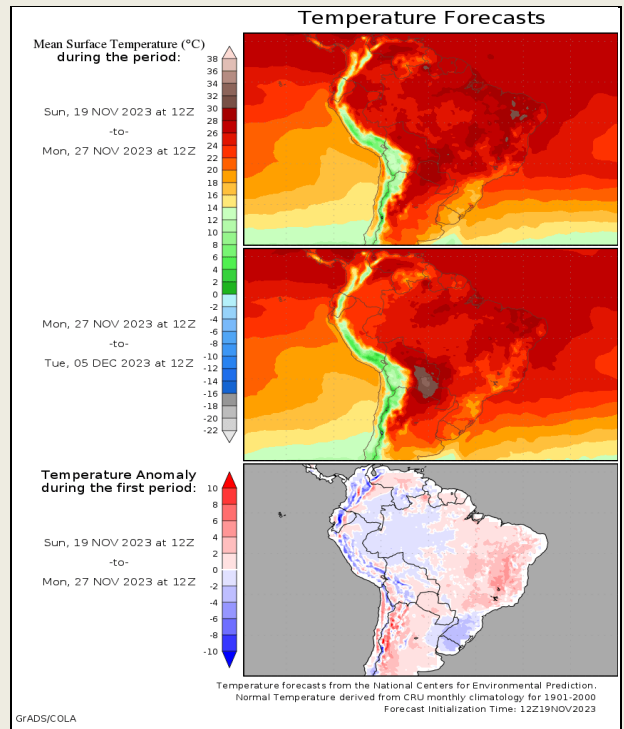 Temperature Forecasts
Mean Surface Temperature (°C)
during the period:
38
36
34
32
30
28
26
24
22
20
18
16
14
12
10
8
6
4
2
0
-2
-4
-6
-8
-10
-12
-14
-16
-18
-20
-22
Sun, 19 NOV 2023 at 12Z
-to-
Mon, 27 NOV 2023 at 12Z
Mon, 27 NOV 2023 at 12Z
-to-
Tue, 05 DEC 2023 at 12Z
Temperature Anomaly
during the first period:
10
8
6
4
2
0
-2
-4
-6
-8
-10
Sun, 19 NOV 2023 at 12Z
-to-
Mon, 27 NOV 2023 at 12Z
Temperature forecasts from the National Centers for Environmental Prediction.
Normal Temperature derived from CRU monthly climatology for 1901-2000
Forecast Initialization Time: 12Z19NOV2023
GrADS/COLA